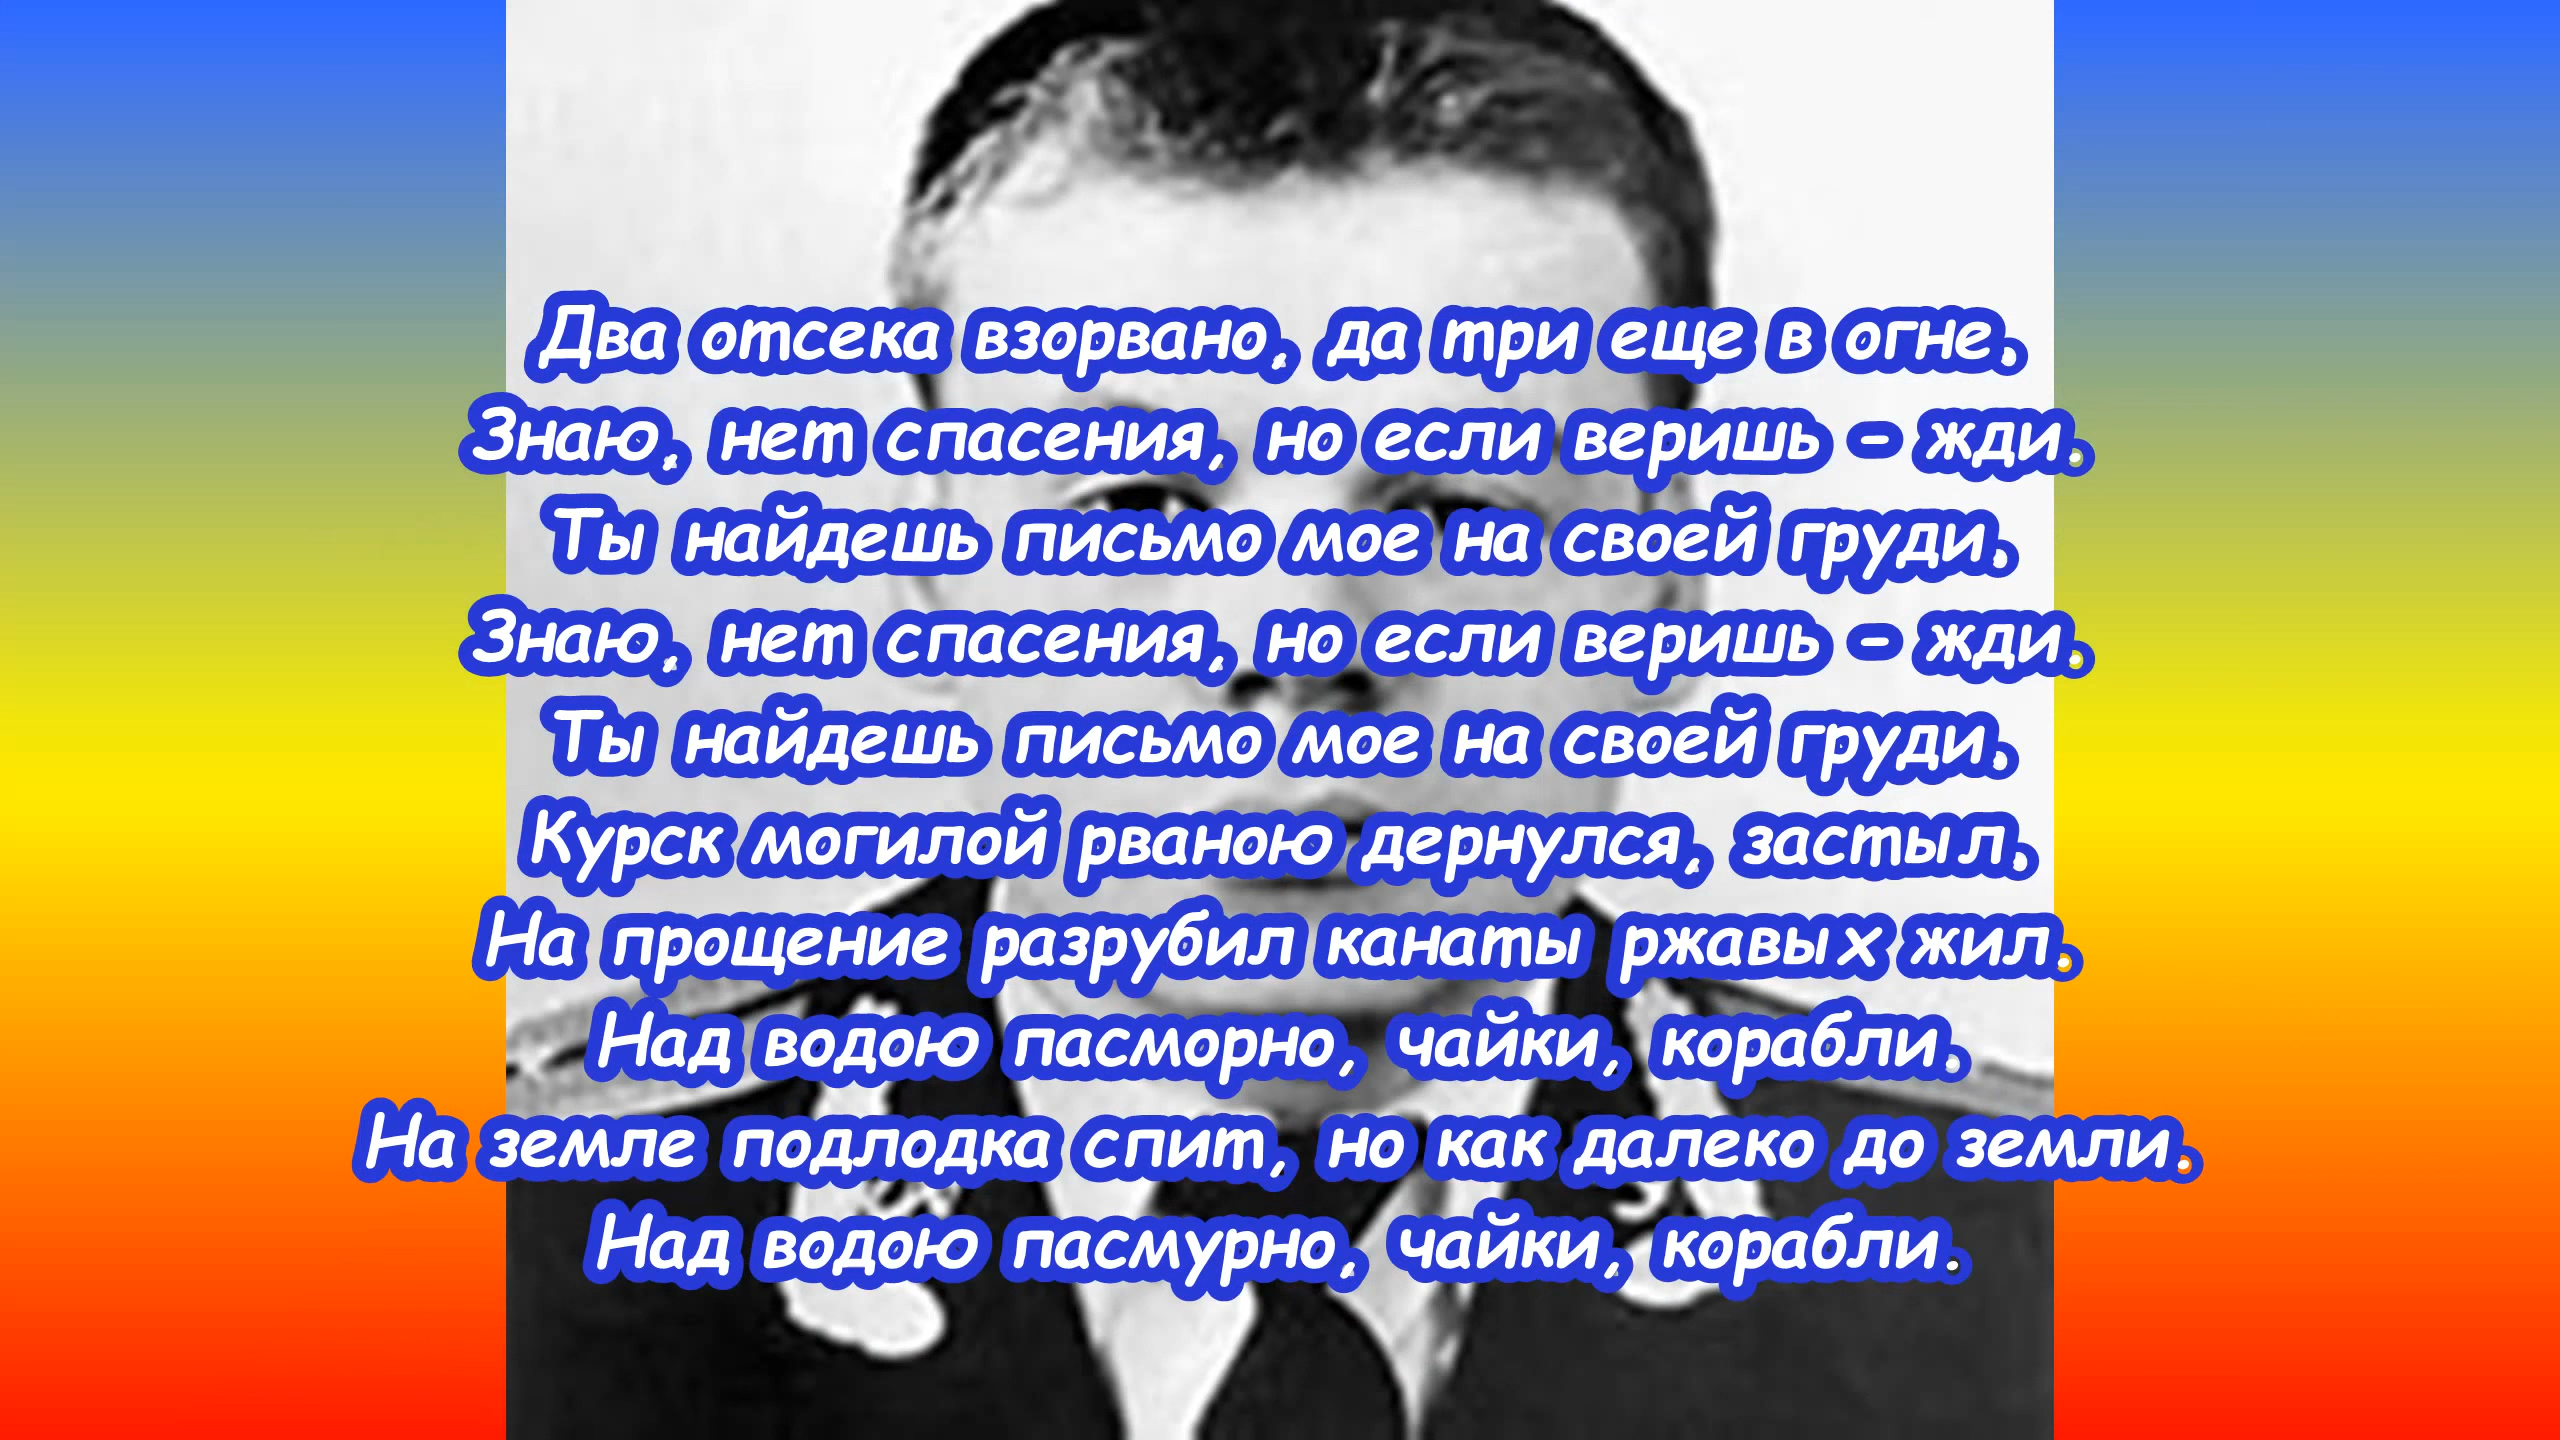 Два отсека взорвано, да три еще в огне,
Знаю, нет спасения, но если веришь – жди.
Ты найдешь письмо мое на своей груди,
Знаю, нет спасения, но если веришь – жди.
Ты найдешь письмо мое на своей груди,
Курск могилой рваною дернулся, застыл,
На прощение разрубил канаты ржавых жил.
Над водою пасморно, чайки, корабли.
На земле подлодка спит, но как далеко до земли.
Над водою пасмурно, чайки, корабли.